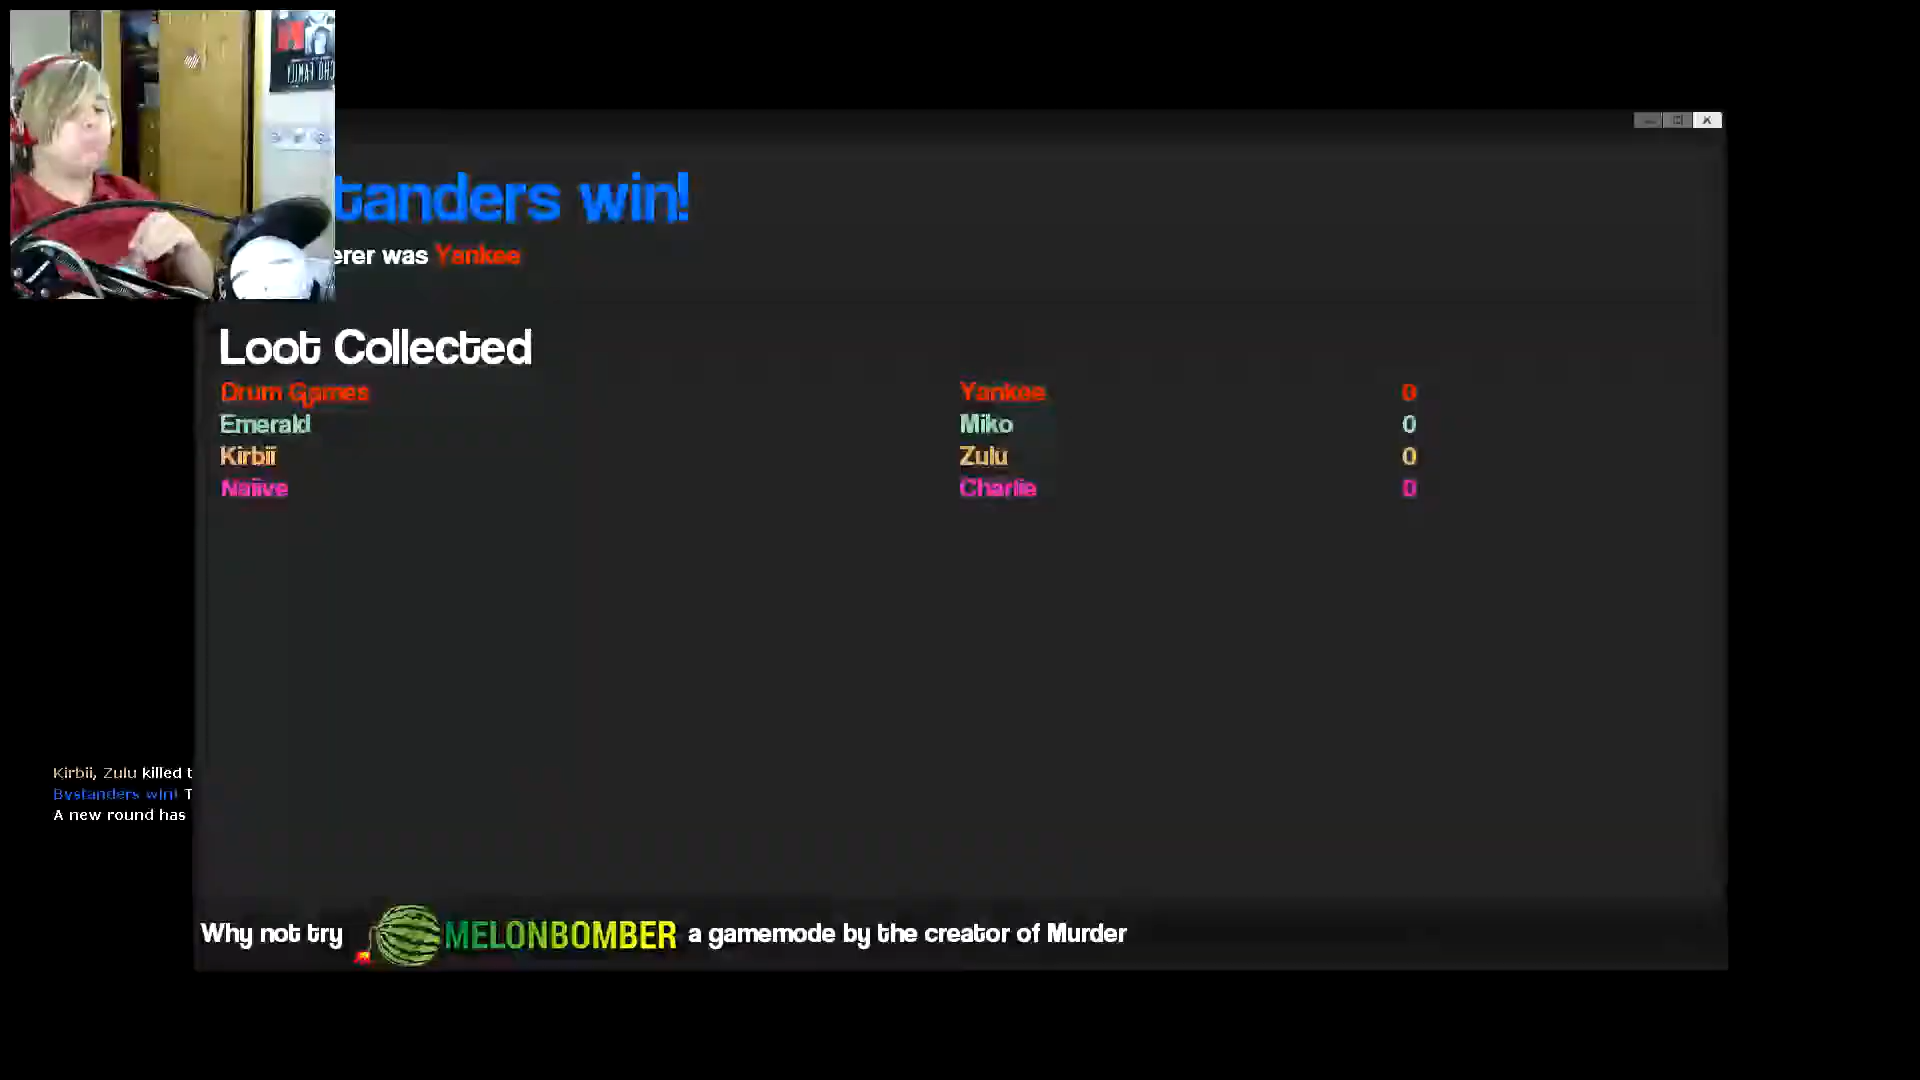 tanders win!
erer was Yankee
Loot Collected
Drum Games Yankee 0
Emerald Miko 0
Kirbii Zulu 0
Naiive Charlie 0
Kirbii, Zulu killed t
Bystanders win! T
A new round has
Why not try MELONBOMBER a gamemode by the creator of Murder